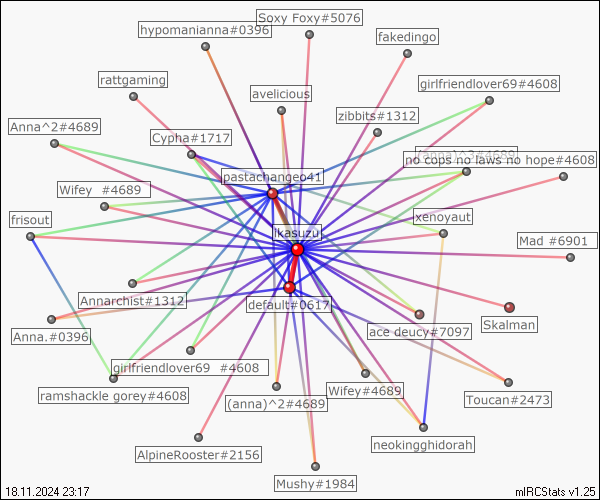 Soxy Foxy#5076
hypomanianna#0396
fakedingo
rattgaming
girlfriendlover69#4608
avelicious
zibbits#1312
Anna^2#4689
Cypha#1717
(anna)^3#4689
no cops no laws no hope#4608
pastachangeo41
Wifey  #4689
frisout
xenoyaut
ikasuzu
Mad #6901
Annarchist#1312
default#0617
Skalman
Anna.#0396
ace deucy#7097
girlfriendlover69  #4608
ramshackle gorey#4608
Wifey#4689
Toucan#2473
(anna)^2#4689
neokingghidorah
AlpineRooster#2156
Mushy#1984
18.11.2024 23:17
mIRCStats v1.25